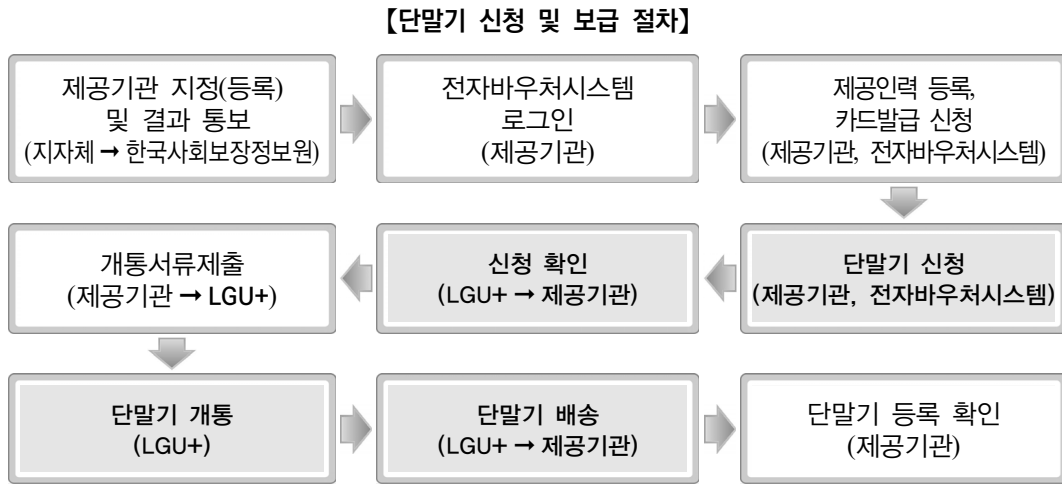 【단말기 신청 및 보급 절차】
제공기관 지정(등록)
및 결과 통보
(지자체 → 한국사회보장정보원)
전자바우처시스템
로그인
(제공기관)
제공인력 등록,
카드발급 신청
(제공기관, 전자바우처시스템)
단말기 신청
(제공기관, 전자바우처시스템)
신청 확인
(LGU+ → 제공기관)
개통서류제출
(제공기관 → LGU+)
단말기 개통
(LGU+)
단말기 배송
(LGU+ → 제공기관)
단말기 등록 확인
(제공기관)